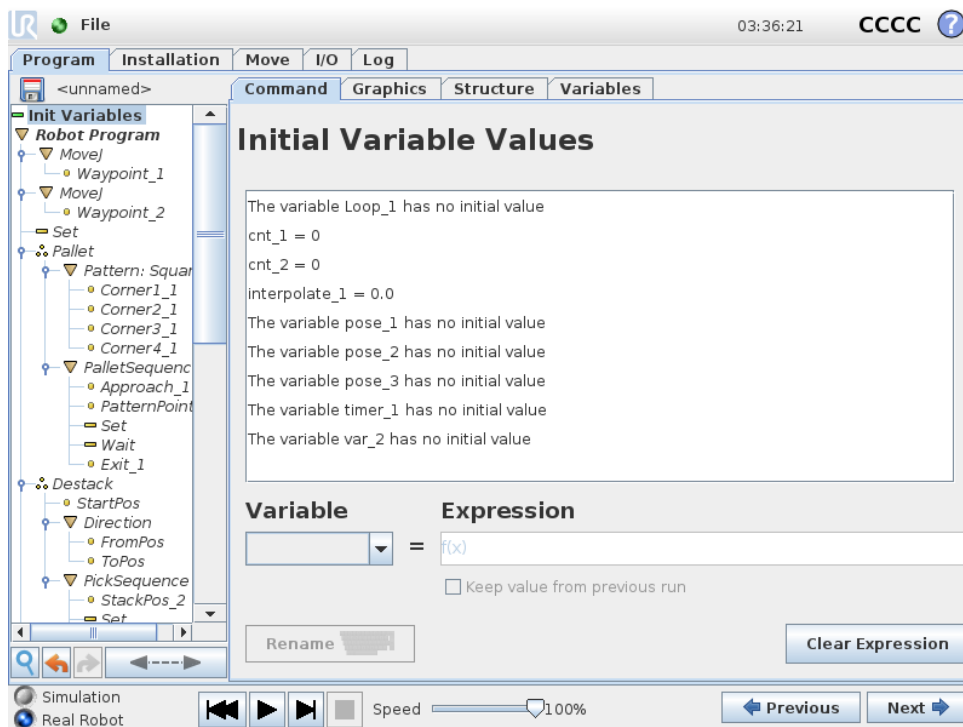 UR File 03:36:21 CCCC ?
Program Installation Move I/O Log
<unnamed> Command Graphics Structure Variables
Init Variables
Robot Program
MoveJ
Waypoint_1
MoveJ
Waypoint_2
Set
Pallet
Pattern: Squar
Corner1_1
Corner2_1
Corner3_1
Corner4_1
PalletSequenc
Approach_1
PatternPoint
Set
Wait
Exit_1
Destack
StartPos
Direction
FromPos
ToPos
PickSequence
StackPos_2
Set
Initial Variable Values
The variable Loop_1 has no initial value
cnt_1 = 0
cnt_2 = 0
interpolate_1 = 0.0
The variable pose_1 has no initial value
The variable pose_2 has no initial value
The variable pose_3 has no initial value
The variable timer_1 has no initial value
The variable var_2 has no initial value
Variable Expression
= f(x)
Keep value from previous run
Rename Clear Expression
Simulation
Real Robot
Speed 100% Previous Next